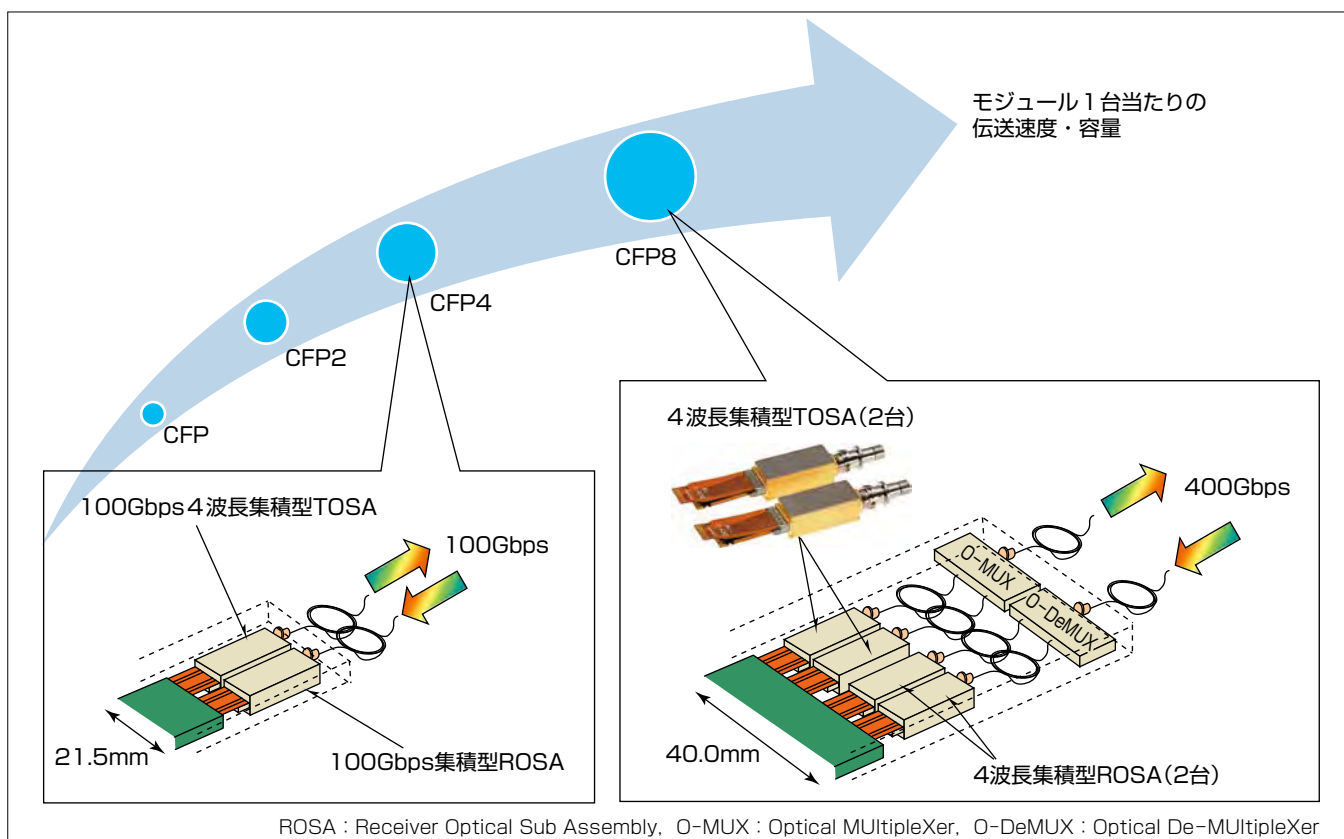 モジュール1台当たりの
伝送速度・容量
CFP8
CFP4
CFP2
CFP
100Gbps4波長集積型TOSA
100Gbps
21.5mm
100Gbps集積型ROSA
4波長集積型TOSA(2台)
400Gbps
O-MUX
O-DeMUX
40.0mm
4波長集積型ROSA(2台)
ROSA:Receiver Optical Sub Assembly, O-MUX:Optical MUltipleXer, O-DeMUX:Optical De-MUltipleXer